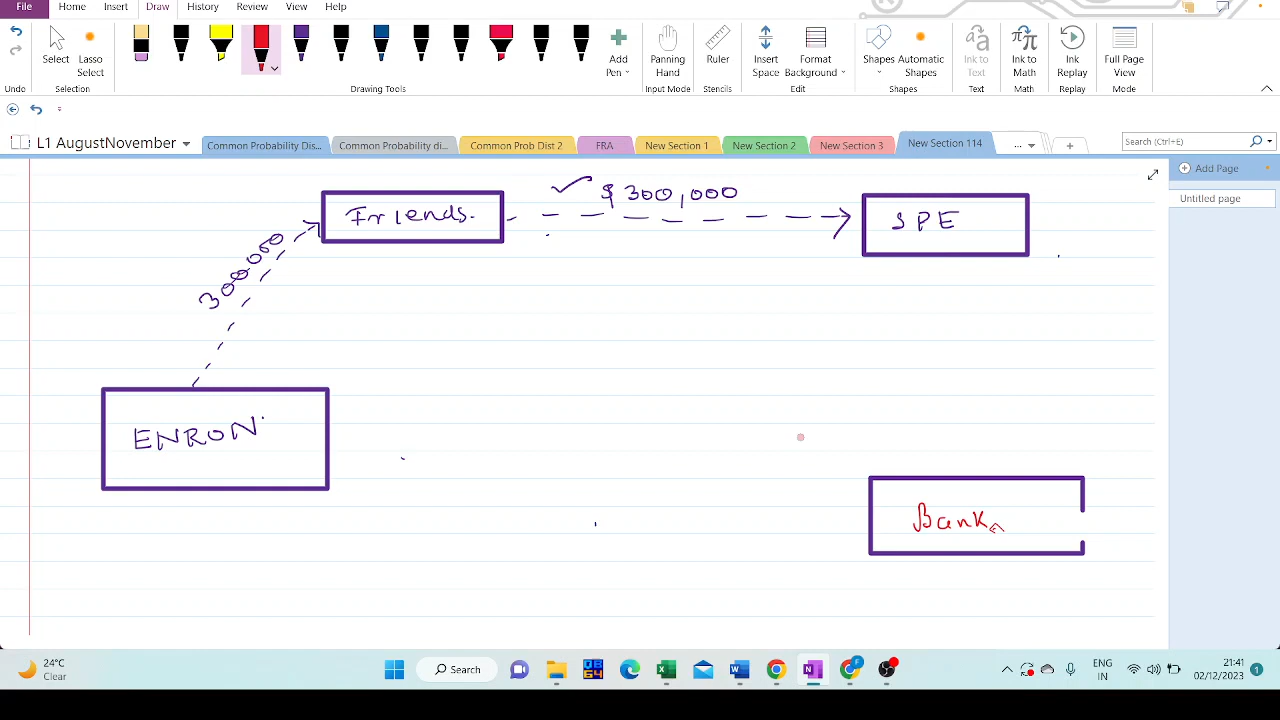 File Home Insert Draw History Review View Help
Undo
Select
Lasso Select
Selection
Drawing Tools
Add Pen
Panning Hand
Input Mode
Ruler
Stencils
Insert Space
Format Background
Edit
Shapes
Automatic Shapes
Shapes
Ink to Text
Text
Ink to Math
Math
Ink Replay
Replay
Full Page View
Mode
L1 AugustNovember
Common Probability Dis...
Common Probability di...
Common Prob Dist 2
FRA
New Section 1
New Section 2
New Section 3
New Section 114
...
Search (Ctrl+E)
Add Page
Untitled page
$ 300,000
Friends.
SPE
300,000
ENRON
Bank
24°C
Clear
Search
ENG
IN
21:41
02/12/2023
1